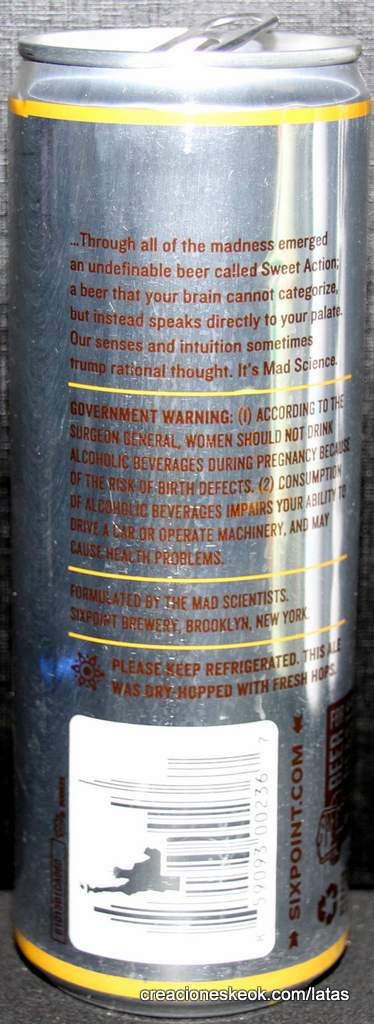 ...Through all of the madness emerged
an undefinable beer called Sweet Action;
a beer that your brain cannot categorize,
but instead speaks directly to your palate.
Our senses and intuition sometimes
trump rational thought. It's Mad Science.
GOVERNMENT WARNING: (1) ACCORDING TO THE
SURGEON GENERAL, WOMEN SHOULD NOT DRINK
ALCOHOLIC BEVERAGES DURING PREGNANCY BECAUSE
OF THE RISK OF BIRTH DEFECTS. (2) CONSUMPTION
OF ALCOHOLIC BEVERAGES IMPAIRS YOUR ABILITY TO
DRIVE A CAR OR OPERATE MACHINERY, AND MAY
CAUSE HEALTH PROBLEMS.
FORMULATED BY THE MAD SCIENTISTS.
SIXPOINT BREWERY, BROOKLYN, NEW YORK.
PLEASE KEEP REFRIGERATED. THIS ALE
WAS DRY-HOPPED WITH FRESH HOPS.
SIXPOINT.COM
59093 00236 7
creacioneskeok.com/latas